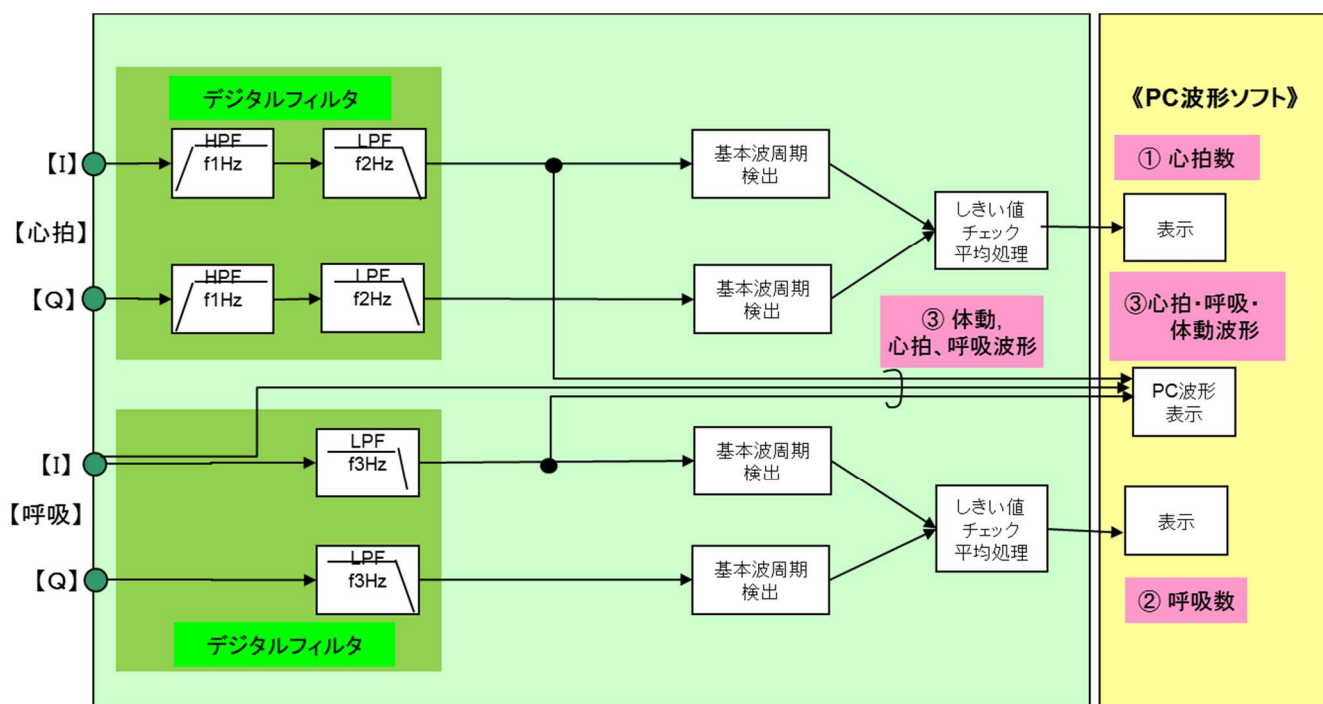 デジタルフィルタ
《PC波形ソフト》
【I】
HPF
f1Hz
LPF
f2Hz
基本波周期
検出
① 心拍数
【心拍】
しきい値
チェック
平均処理
表示
【Q】
HPF
f1Hz
LPF
f2Hz
基本波周期
検出
③ 体動,
心拍、呼吸波形
③心拍・呼吸・
体動波形
PC波形
表示
【I】
LPF
f3Hz
基本波周期
検出
【呼吸】
しきい値
チェック
平均処理
表示
【Q】
LPF
f3Hz
基本波周期
検出
② 呼吸数
デジタルフィルタ